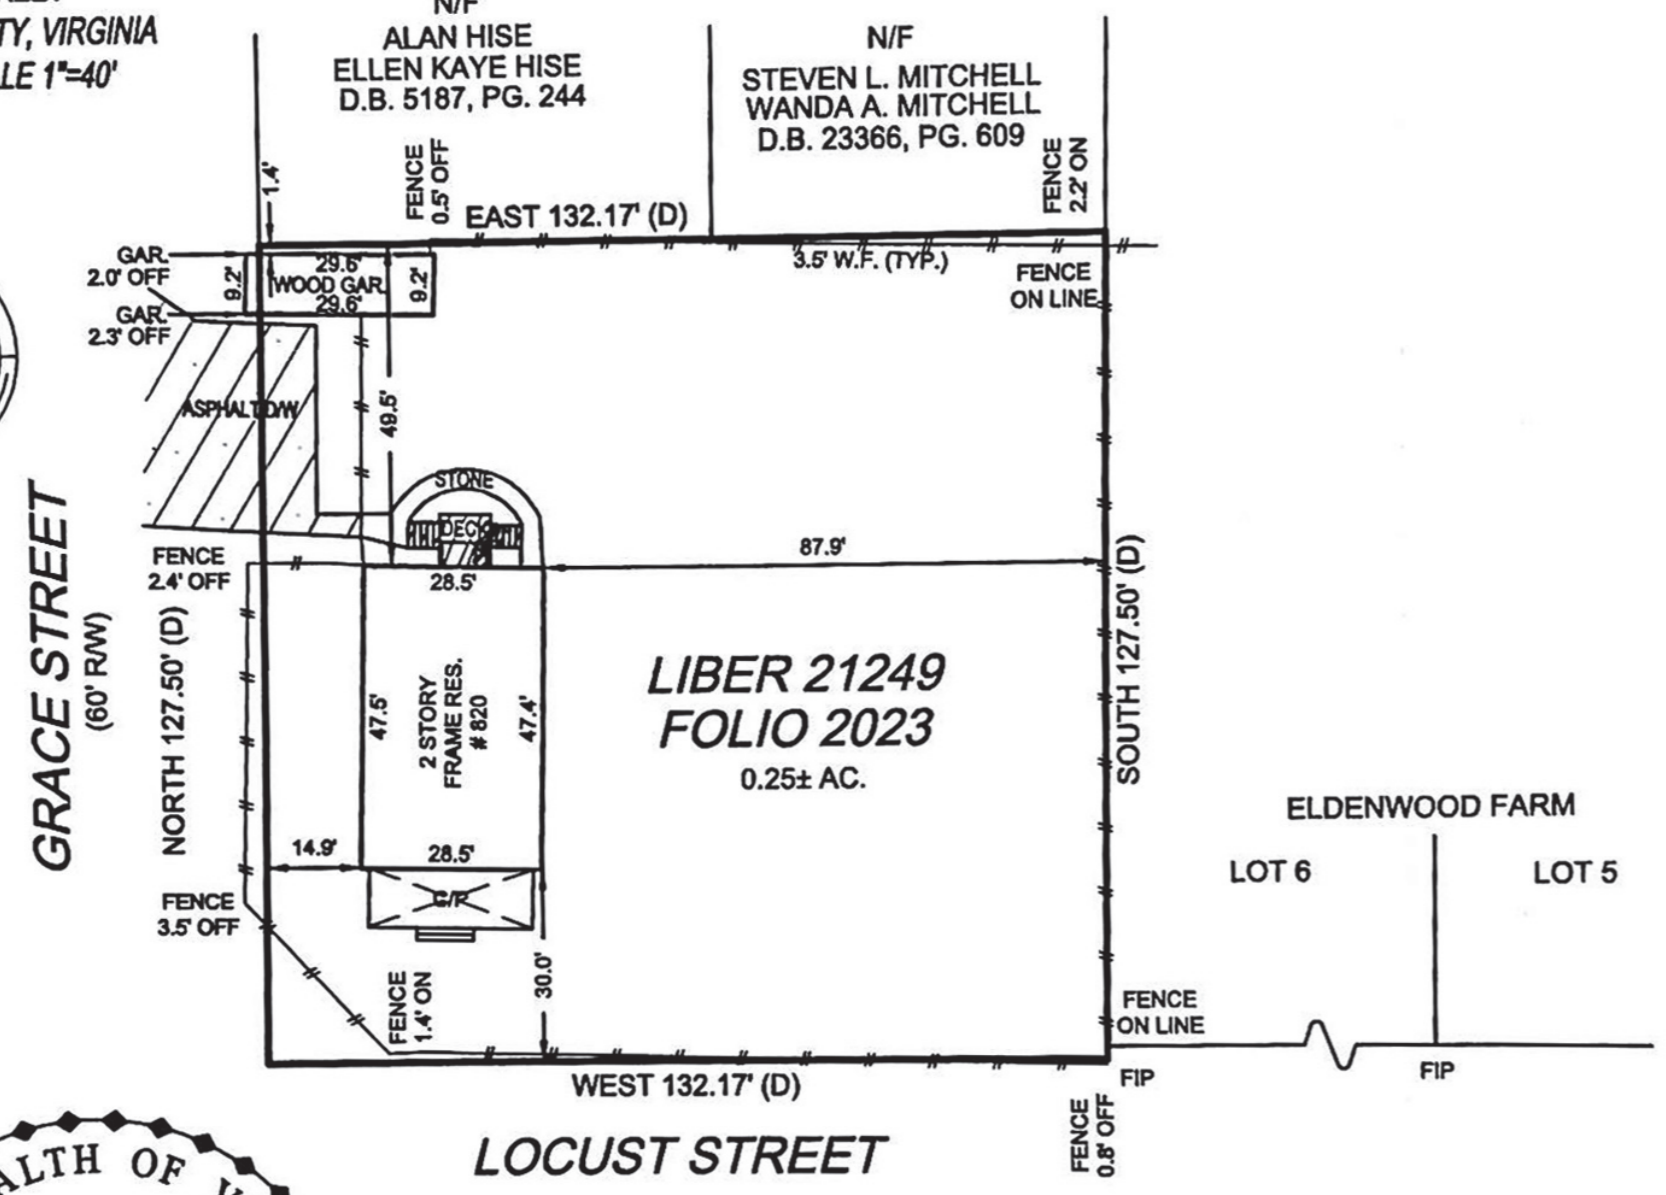 TY, VIRGINIA
LE 1"=40'
N/F
ALAN HISE
ELLEN KAYE HISE
D.B. 5187, PG. 244
N/F
STEVEN L. MITCHELL
WANDA A. MITCHELL
D.B. 23366, PG. 609
1.4'
FENCE
0.5' OFF
FENCE
2.2' ON
EAST 132.17' (D)
GAR.
2.0' OFF
GAR.
2.3' OFF
9.2'
29.6'
WOOD GAR.
29.6'
9.2'
3.5' W.F. (TYP.)
FENCE
ON LINE
ASPHALT D/W
49.5'
STONE
DECK
87.9'
FENCE
2.4' OFF
28.5'
GRACE STREET
(60' R/W)
NORTH 127.50' (D)
47.5'
2 STORY
FRAME RES.
# 820
47.4'
LIBER 21249
FOLIO 2023
0.25± AC.
SOUTH 127.50' (D)
ELDENWOOD FARM
LOT 6
LOT 5
14.9'
28.5'
C/P
FENCE
3.5' OFF
FENCE
1.4' ON
30.0'
FENCE
ON LINE
WEST 132.17' (D)
FIP
FIP
FENCE
0.8' OFF
LOCUST STREET
ALTH OF